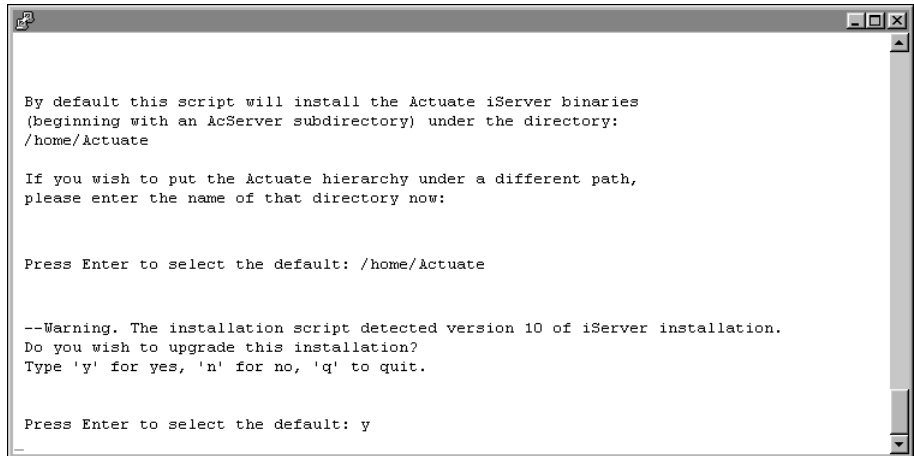 By default this script will install the Actuate iServer binaries
(beginning with an AcServer subdirectory) under the directory:
/home/Actuate
If you wish to put the Actuate hierarchy under a different path,
please enter the name of that directory now:
Press Enter to select the default: /home/Actuate
--Warning. The installation script detected version 10 of iServer installation.
Do you wish to upgrade this installation?
Type 'y' for yes, 'n' for no, 'q' to quit.
Press Enter to select the default: y